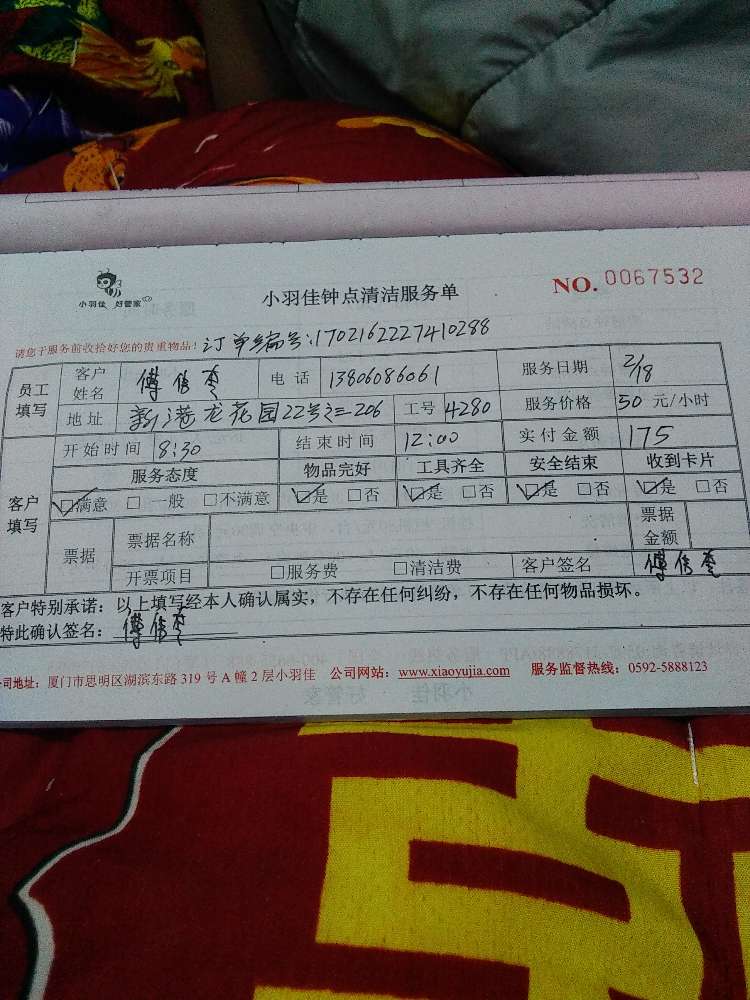 小羽佳 好管家
小羽佳钟点清洁服务单
NO. 0067532
请您于服务前收拾好您的贵重物品！ 订单编号:1702162227410288
员工填写 客户姓名 傅 电话 13806086061 服务日期 2/18
地址 新港龙花园22号之三-206 工号 4280 服务价格 50 元/小时
开始时间 8:30 结束时间 12:00 实付金额 175
客户填写 服务态度 物品完好 工具齐全 安全结束 收到卡片
☑满意 □一般 □不满意 ☑是 □否 ☑是 □否 ☑是 □否 ☑是 □否
票据 票据名称 票据金额
开票项目 □服务费 □清洁费 客户签名 傅
客户特别承诺：以上填写经本人确认属实，不存在任何纠纷，不存在任何物品损坏。
特此确认签名： 傅
公司地址：厦门市思明区湖滨东路 319 号 A 幢 2 层小羽佳 公司网站：www.xiaoyujia.com 服务监督热线：0592-5888123